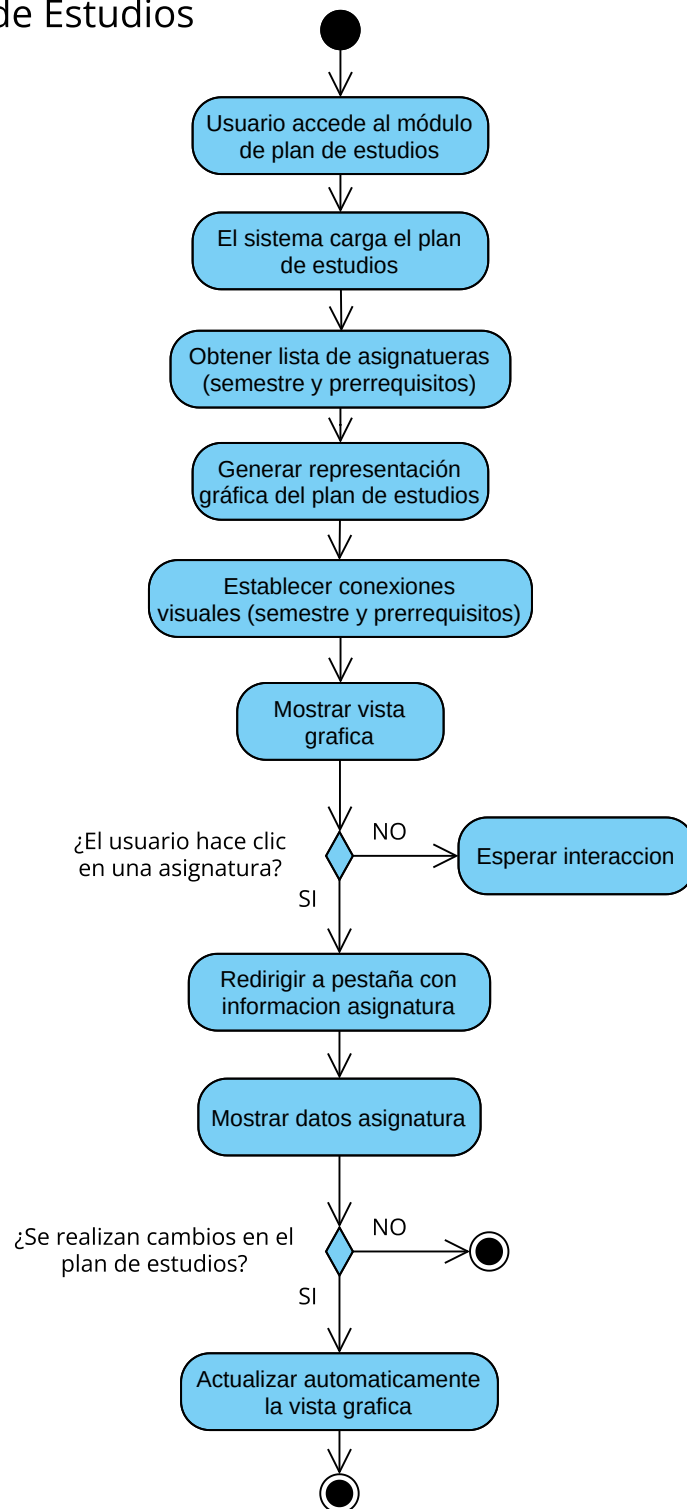 de Estudios
Usuario accede al módulo
de plan de estudios
El sistema carga el plan
de estudios
Obtener lista de asignatueras
(semestre y prerrequisitos)
Generar representación
gráfica del plan de estudios
Establecer conexiones
visuales (semestre y prerrequisitos)
Mostrar vista
grafica
¿El usuario hace clic
en una asignatura?
NO
Esperar interaccion
SI
Redirigir a pestaña con
informacion asignatura
Mostrar datos asignatura
¿Se realizan cambios en el
plan de estudios?
NO
SI
Actualizar automaticamente
la vista grafica